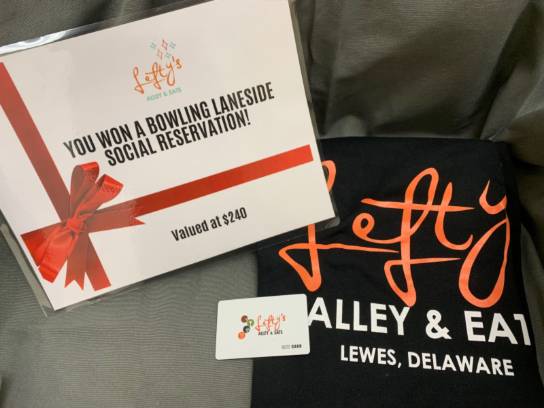 Lefty's
ALLEY & EATS
YOU WON A BOWLING LANESIDE
SOCIAL RESERVATION!
Valued at $240
Lefty
ALLEY & EAT
LEWES, DELAWARE
Lefty's
ALLEY & EATS